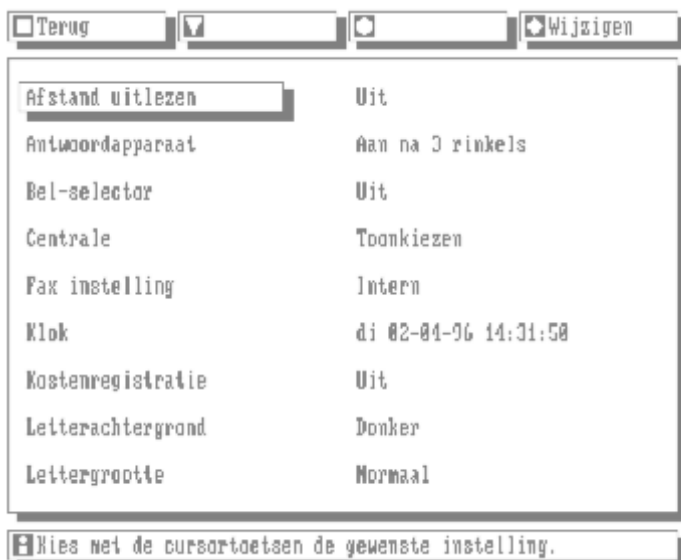 Terug Wijzigen
Afstand uitlezen Uit
Antwoordapparaat Aan na 3 rinkels
Bel-selector Uit
Centrale Toonkiezen
Fax instelling Intern
Klok di 02-04-96 14:31:50
Kostenregistratie Uit
Letterachtergrond Donker
Lettergrootte Normaal
Kies met de cursortoetsen de gewenste instelling.